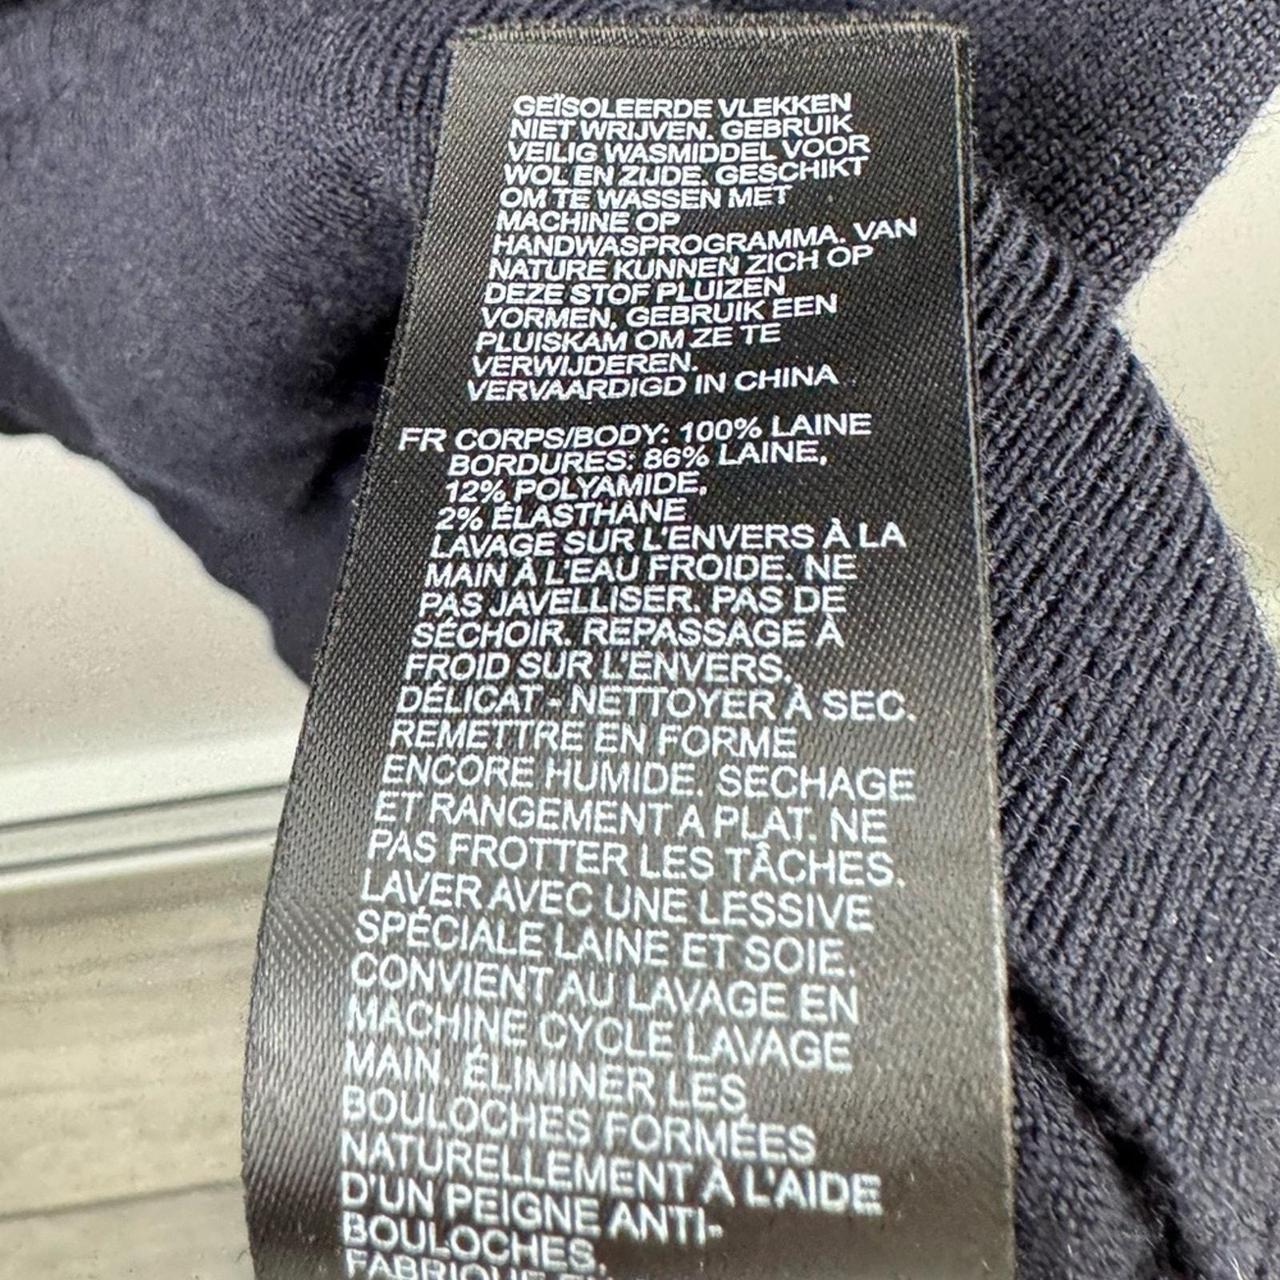 GEÏSOLEERDE VLEKKEN
NIET WRIJVEN. GEBRUIK
VEILIG WASMIDDEL VOOR
WOL EN ZIJDE. GESCHIKT
OM TE WASSEN MET
MACHINE OP
HANDWASPROGRAMMA. VAN
NATURE KUNNEN ZICH OP
DEZE STOF PLUIZEN
VORMEN, GEBRUIK EEN
PLUISKAM OM ZE TE
VERWIJDEREN.
VERVAARDIGD IN CHINA
FR CORPS/BODY: 100% LAINE
BORDURES: 86% LAINE,
12% POLYAMIDE,
2% ÉLASTHANE
LAVAGE SUR L'ENVERS À LA
MAIN À L'EAU FROIDE. NE
PAS JAVELLISER. PAS DE
SÉCHOIR. REPASSAGE À
FROID SUR L'ENVERS.
DÉLICAT - NETTOYER À SEC.
REMETTRE EN FORME
ENCORE HUMIDE. SECHAGE
ET RANGEMENT A PLAT. NE
PAS FROTTER LES TÂCHES.
LAVER AVEC UNE LESSIVE
SPÉCIALE LAINE ET SOIE.
CONVIENT AU LAVAGE EN
MACHINE CYCLE LAVAGE
MAIN. ÉLIMINER LES
BOULOCHES FORMÉES
NATURELLEMENT À L'AIDE
D'UN PEIGNE ANTI-
BOULOCHES.
FABRIQUE